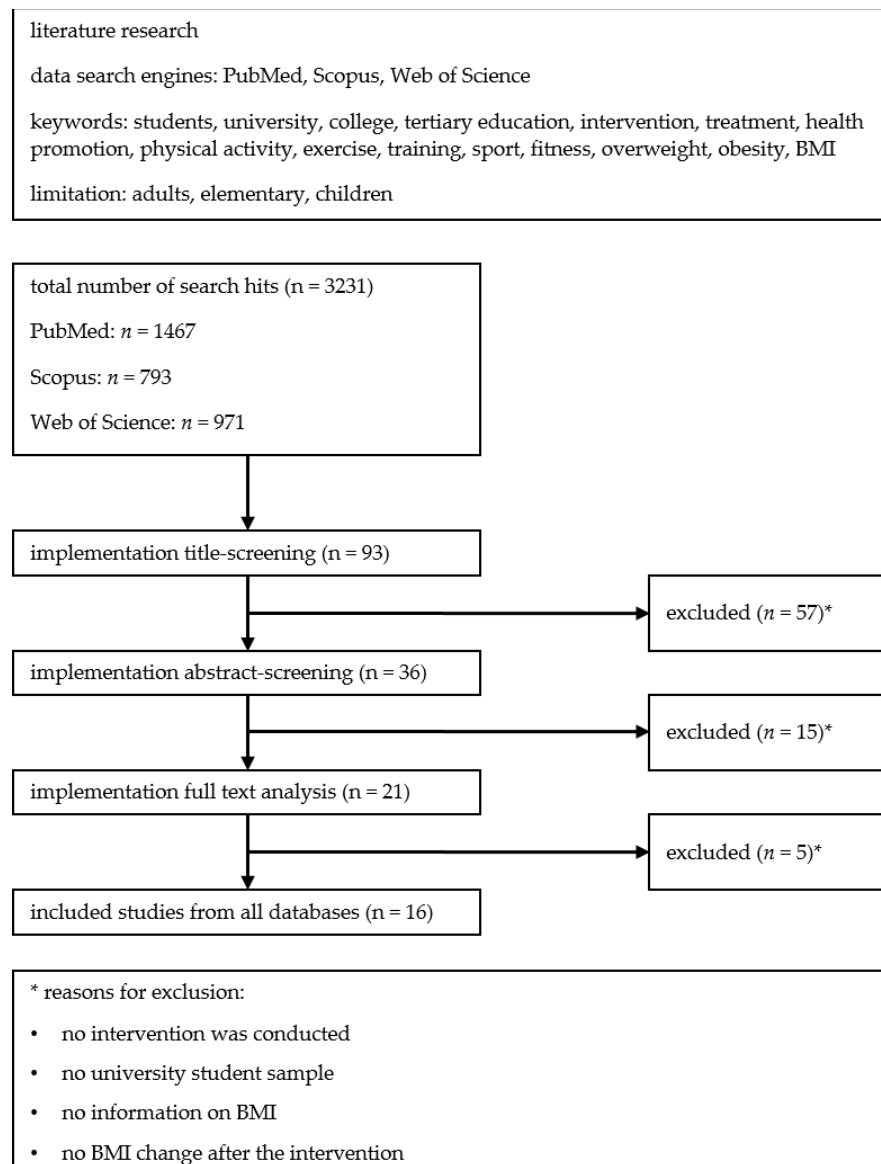 literature research
data search engines: PubMed, Scopus, Web of Science
keywords: students, university, college, tertiary education, intervention, treatment, health
promotion, physical activity, exercise, training, sport, fitness, overweight, obesity, BMI
limitation: adults, elementary, children
total number of search hits (n = 3231)
PubMed: n = 1467
Scopus: n = 793
Web of Science: n = 971
implementation title-screening (n = 93)
excluded (n = 57)*
implementation abstract-screening (n = 36)
excluded (n = 15)*
implementation full text analysis (n = 21)
excluded (n = 5)*
included studies from all databases (n = 16)
* reasons for exclusion:
• no intervention was conducted
• no university student sample
• no information on BMI
• no BMI change after the intervention